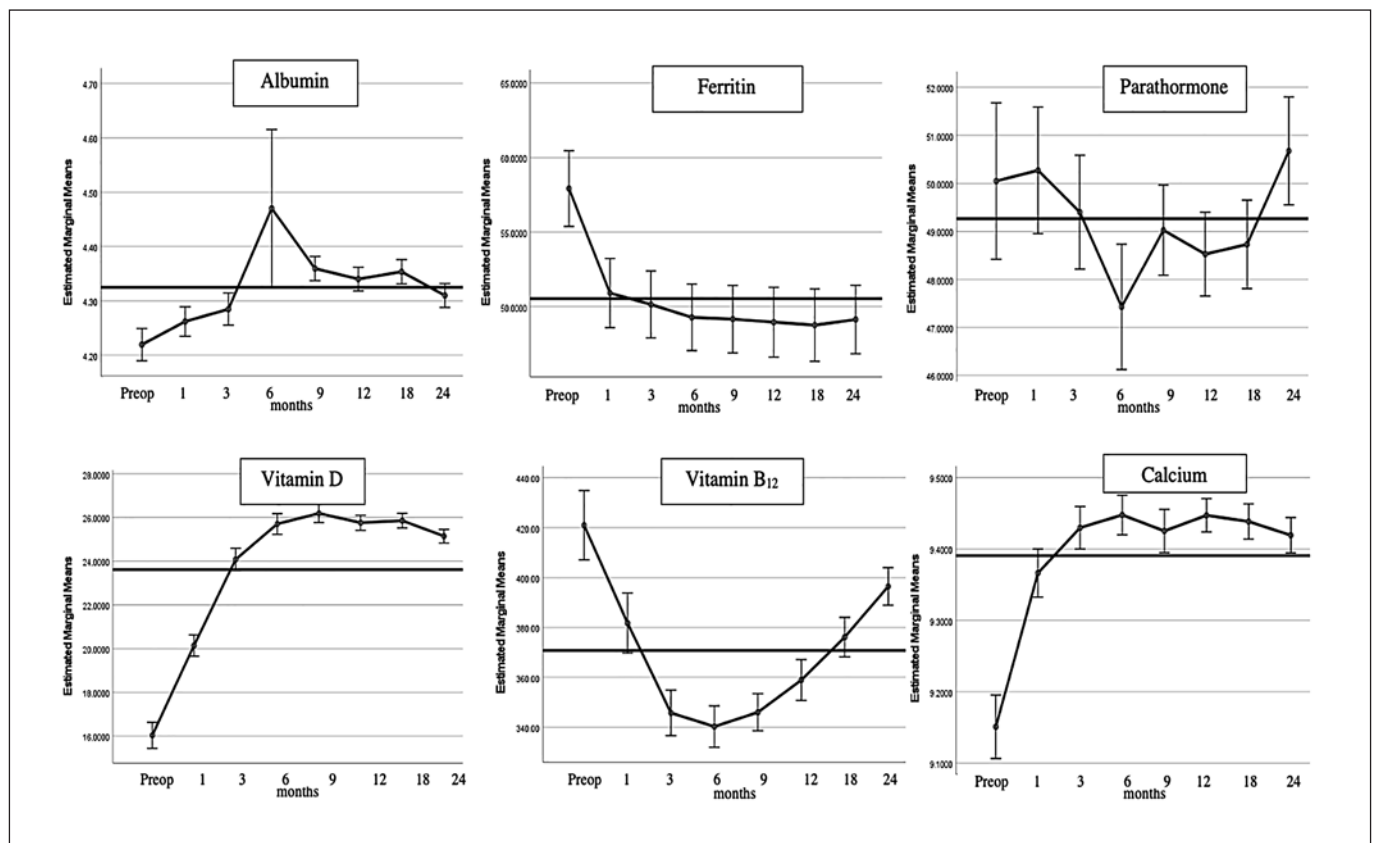 Albumin
Estimated Marginal Means
4.70
4.60
4.50
4.40
4.30
4.20
Preop 1 3 6 9 12 18 24
months
Ferritin
Estimated Marginal Means
65.0000
60.0000
55.0000
50.0000
Preop 1 3 6 9 12 18 24
months
Parathormone
Estimated Marginal Means
52.0000
51.0000
50.0000
49.0000
48.0000
47.0000
46.0000
Preop 1 3 6 9 12 18 24
months
Vitamin D
Estimated Marginal Means
28.0000
26.0000
24.0000
22.0000
20.0000
18.0000
16.0000
Preop 1 3 6 9 12 18 24
months
Vitamin B₁₂
Estimated Marginal Means
440.00
420.00
400.00
380.00
360.00
340.00
Preop 1 3 6 9 12 18 24
months
Calcium
Estimated Marginal Means
9.5000
9.4000
9.3000
9.2000
9.1000
Preop 1 3 6 9 12 18 24
months